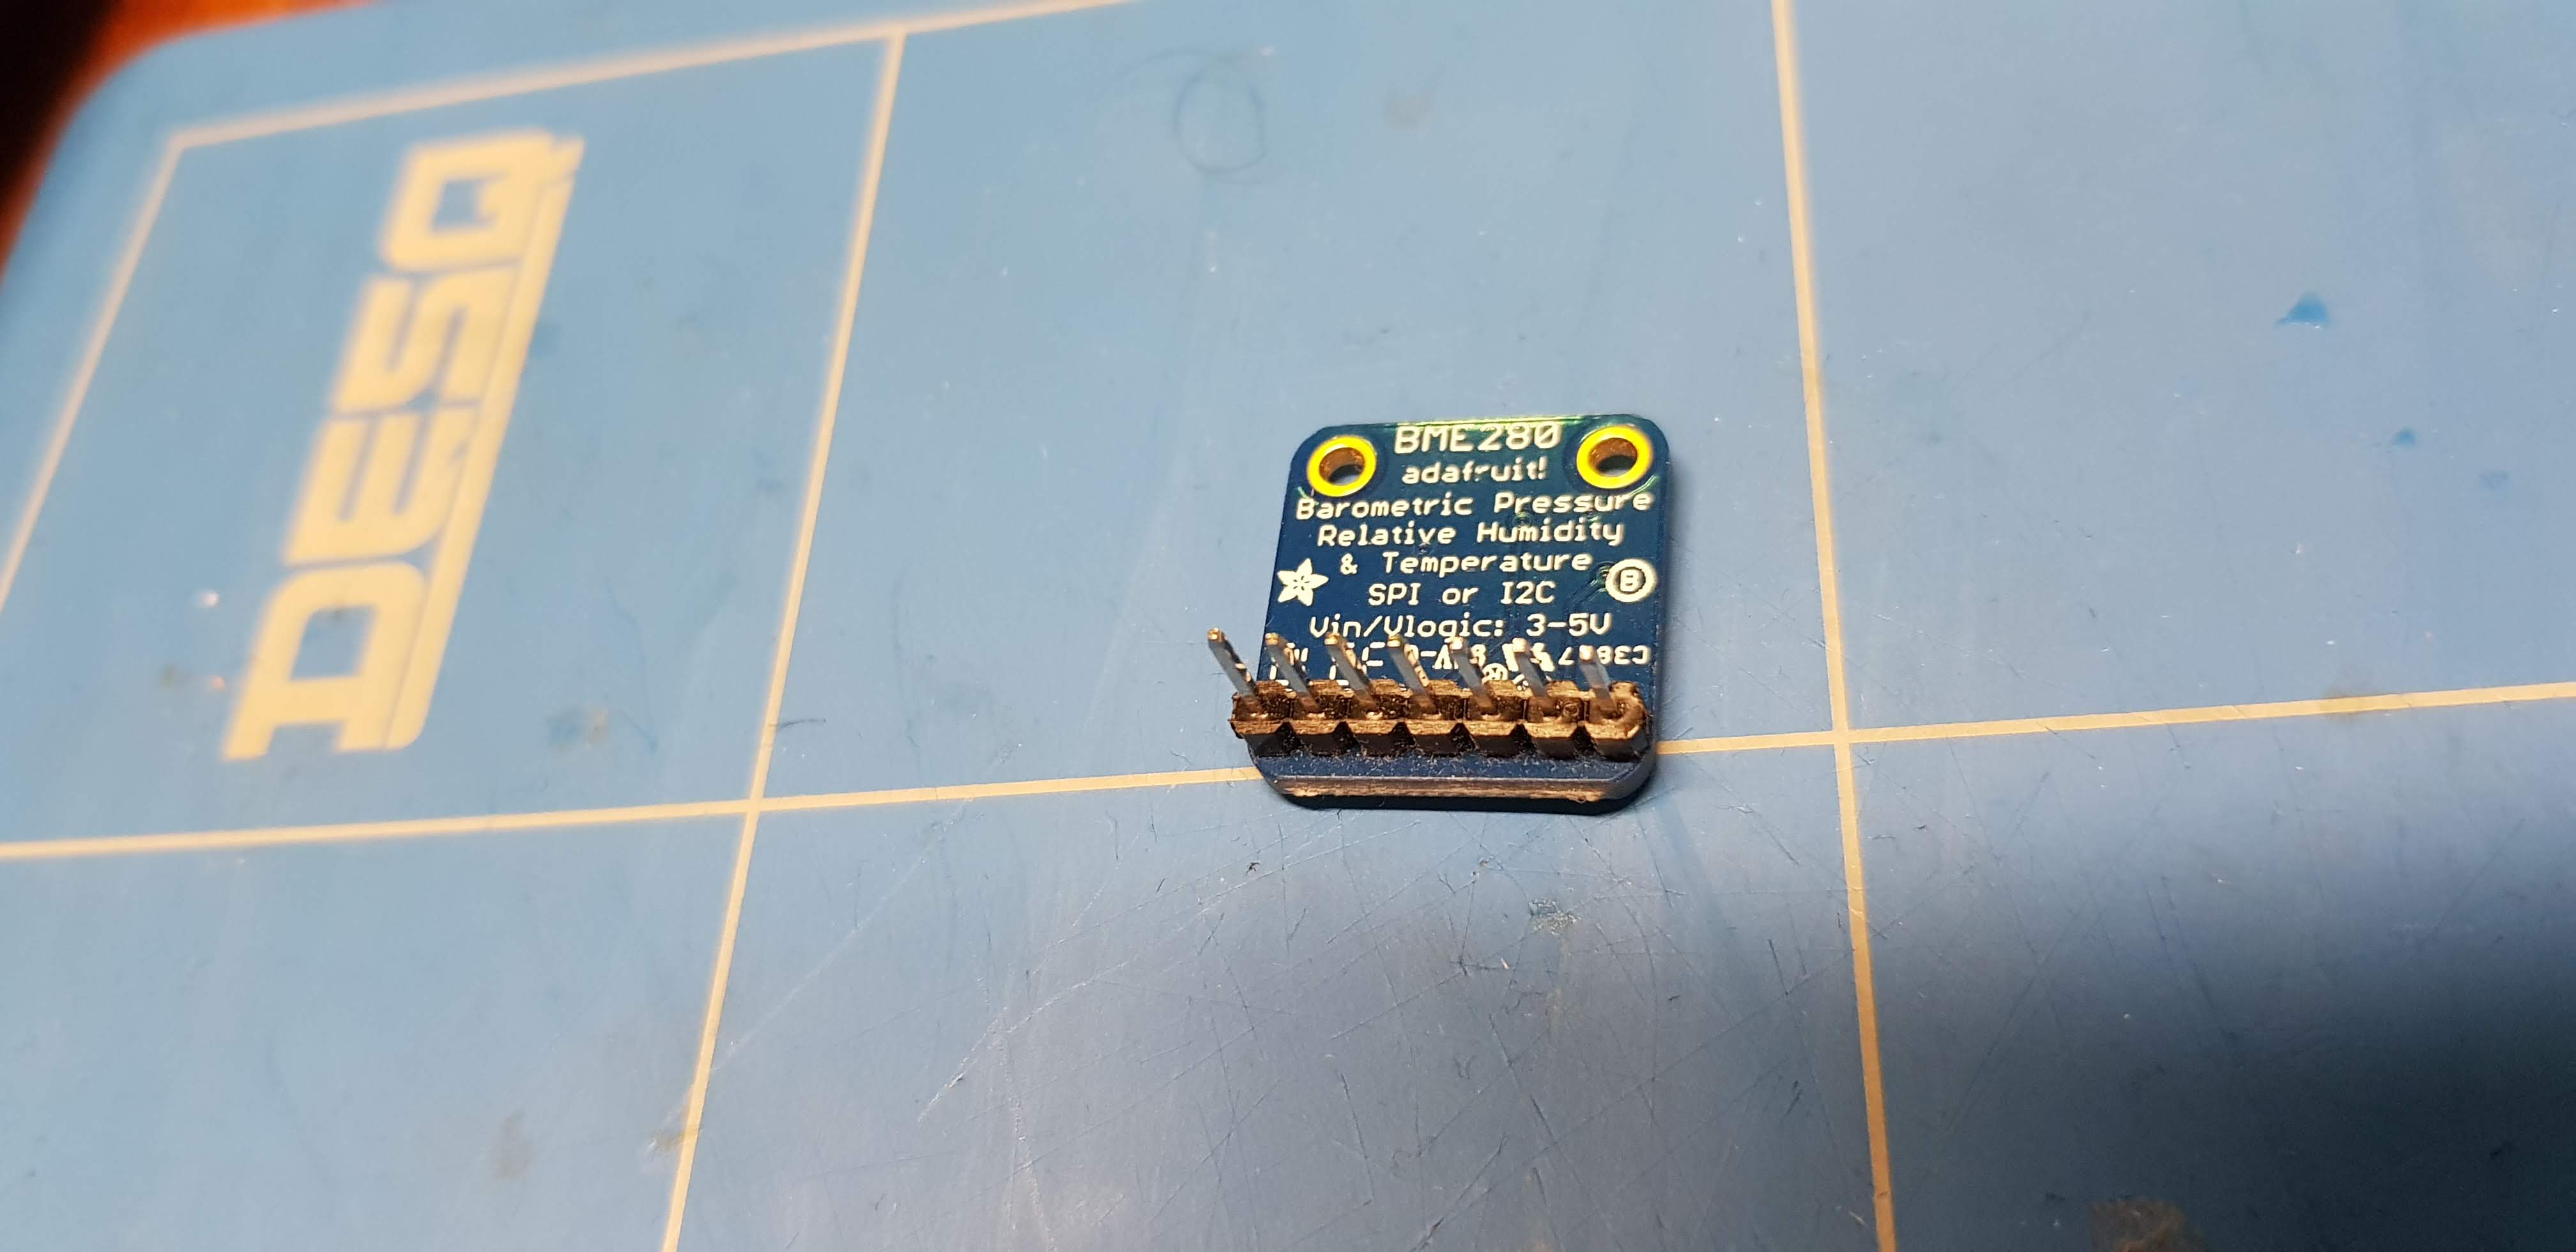 DESQ
BME280
adafruit!
Barometric Pressure
Relative Humidity
& Temperature
SPI or I2C
B
Vin/Vlogic: 3-5V